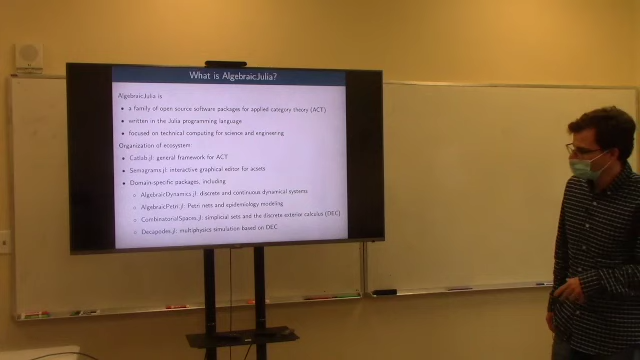 What is AlgebraicJulia?
AlgebraicJulia is
• a family of open source software packages for applied category theory (ACT)
• written in the Julia programming language
• focused on technical computing for science and engineering
Organization of ecosystem:
• Catlab.jl: general framework for ACT
• Semagrams.jl: interactive graphical editor for assets
• Domain-specific packages, including
○ AlgebraicDynamics.jl: discrete and continuous dynamical systems
○ AlgebraicPetri.jl: Petri nets and epidemiology modeling
○ CombinatorialSpaces.jl: simplicial sets and the discrete exterior calculus (DEC)
○ Decapodes.jl: multiphysics simulation based on DEC